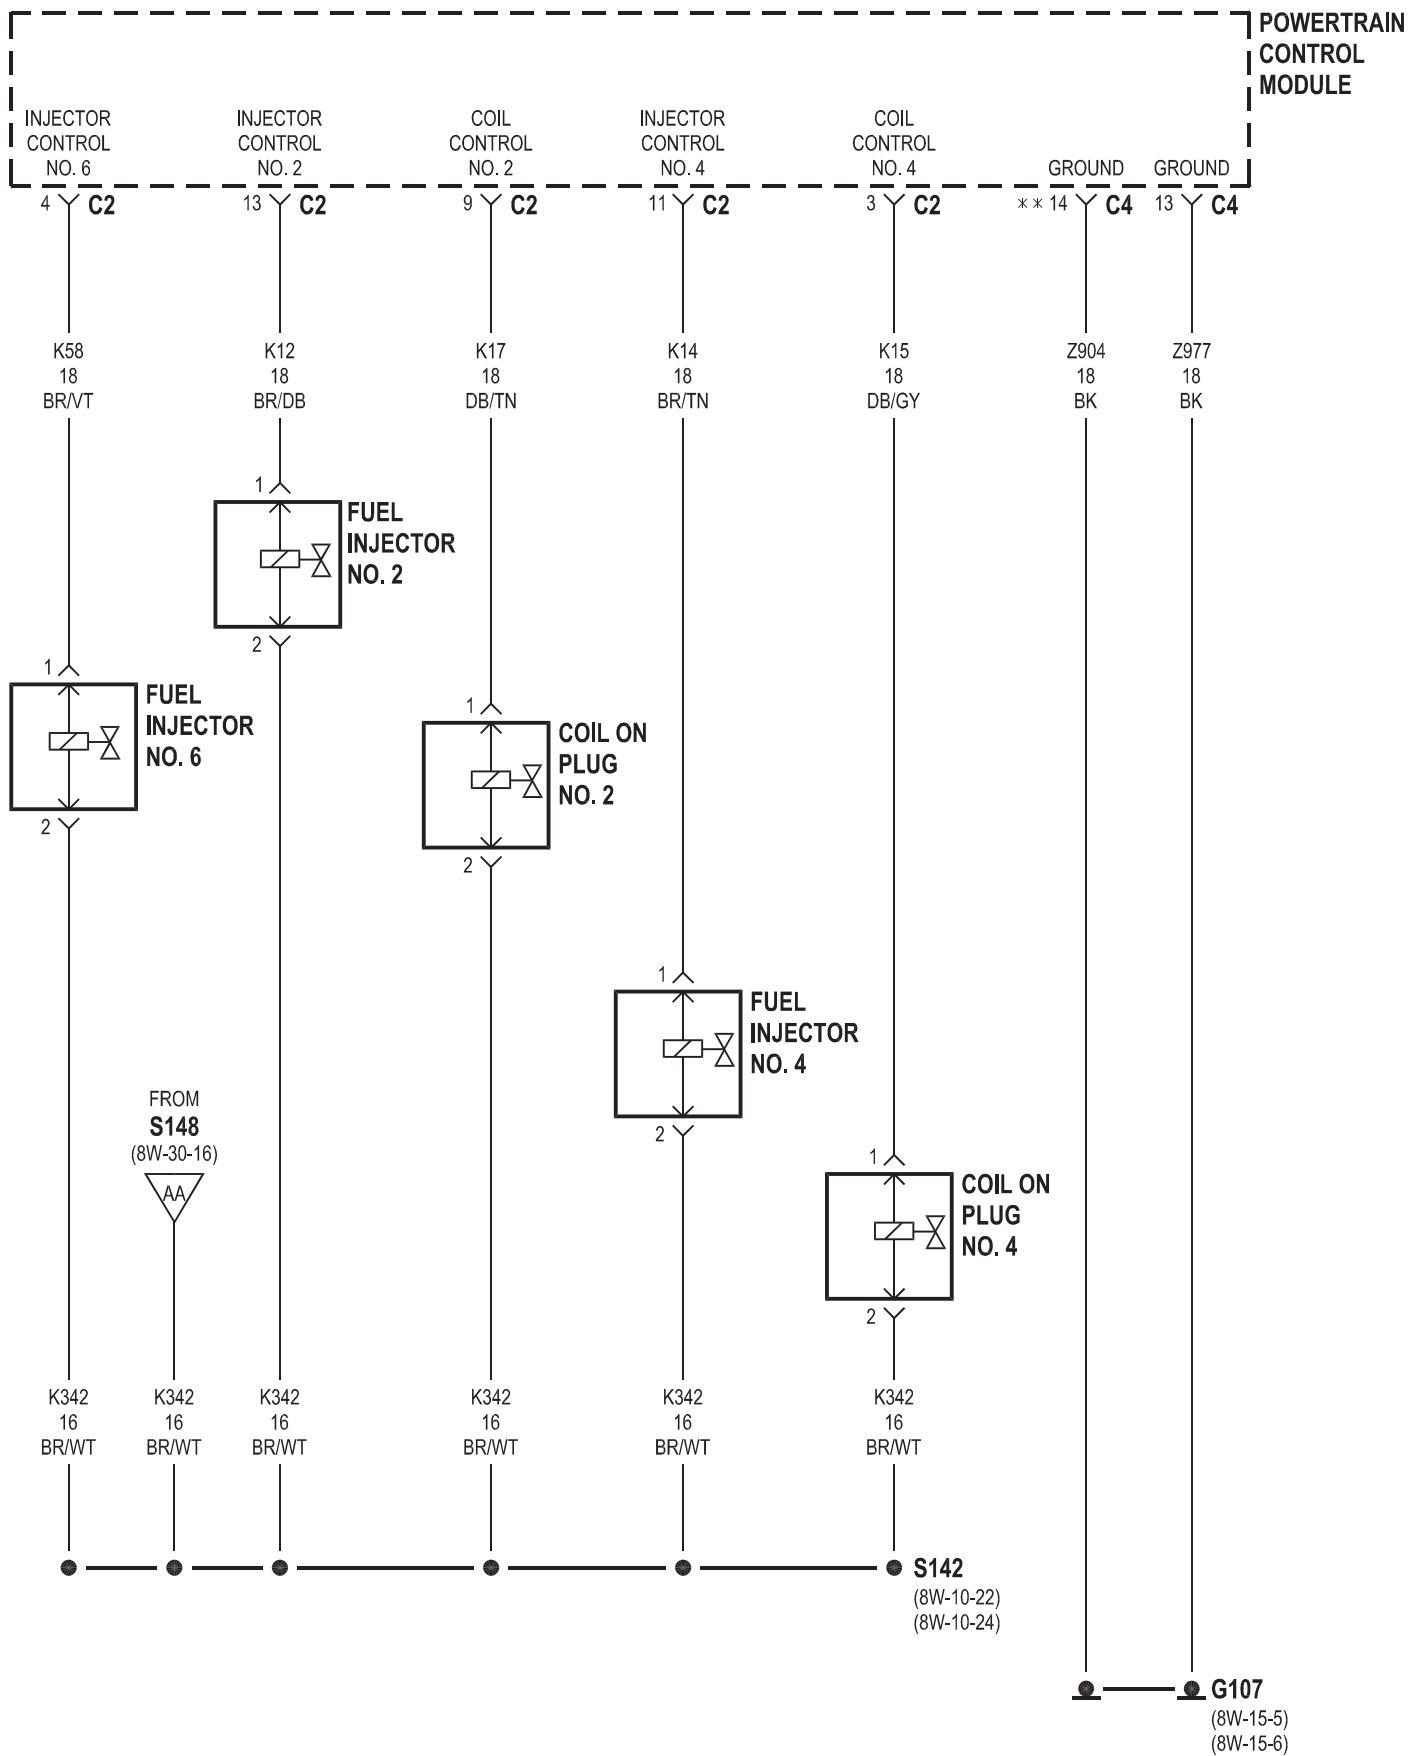 POWERTRAIN
CONTROL
MODULE
INJECTOR
CONTROL
NO. 6
INJECTOR
CONTROL
NO. 2
COIL
CONTROL
NO. 2
INJECTOR
CONTROL
NO. 4
COIL
CONTROL
NO. 4
GROUND
GROUND
4 C2
13 C2
9 C2
11 C2
3 C2
** 14 C4
13 C4
K58
18
BR/VT
K12
18
BR/DB
K17
18
DB/TN
K14
18
BR/TN
K15
18
DB/GY
Z904
18
BK
Z977
18
BK
1
FUEL
INJECTOR
NO. 2
2
1
FUEL
INJECTOR
NO. 6
2
1
COIL ON
PLUG
NO. 2
2
1
FUEL
INJECTOR
NO. 4
2
FROM
S148
(8W-30-16)
AA
1
COIL ON
PLUG
NO. 4
2
K342
16
BR/WT
K342
16
BR/WT
K342
16
BR/WT
K342
16
BR/WT
K342
16
BR/WT
K342
16
BR/WT
S142
(8W-10-22)
(8W-10-24)
G107
(8W-15-5)
(8W-15-6)